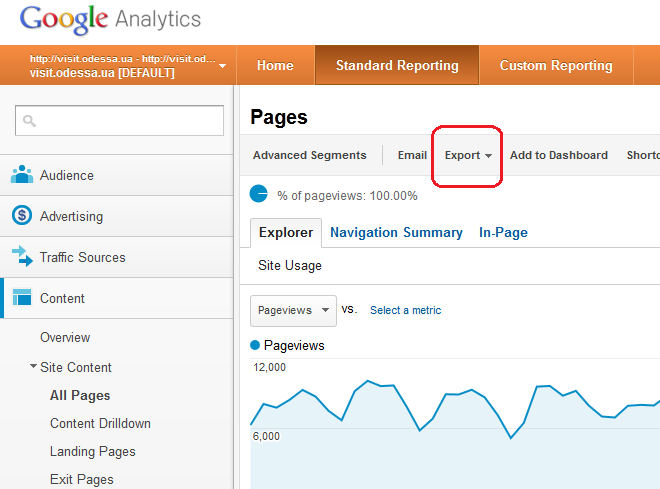 Google Analytics
http://visit.odessa.ua - http://visit.od...
visit.odessa.ua [DEFAULT]
Home
Standard Reporting
Custom Reporting
Pages
Advanced Segments
Email
Export
Add to Dashboard
Shortc
% of pageviews: 100.00%
Explorer
Navigation Summary
In-Page
Site Usage
Pageviews
vs.
Select a metric
Pageviews
12,000
6,000
Audience
Advertising
Traffic Sources
Content
Overview
Site Content
All Pages
Content Drilldown
Landing Pages
Exit Pages